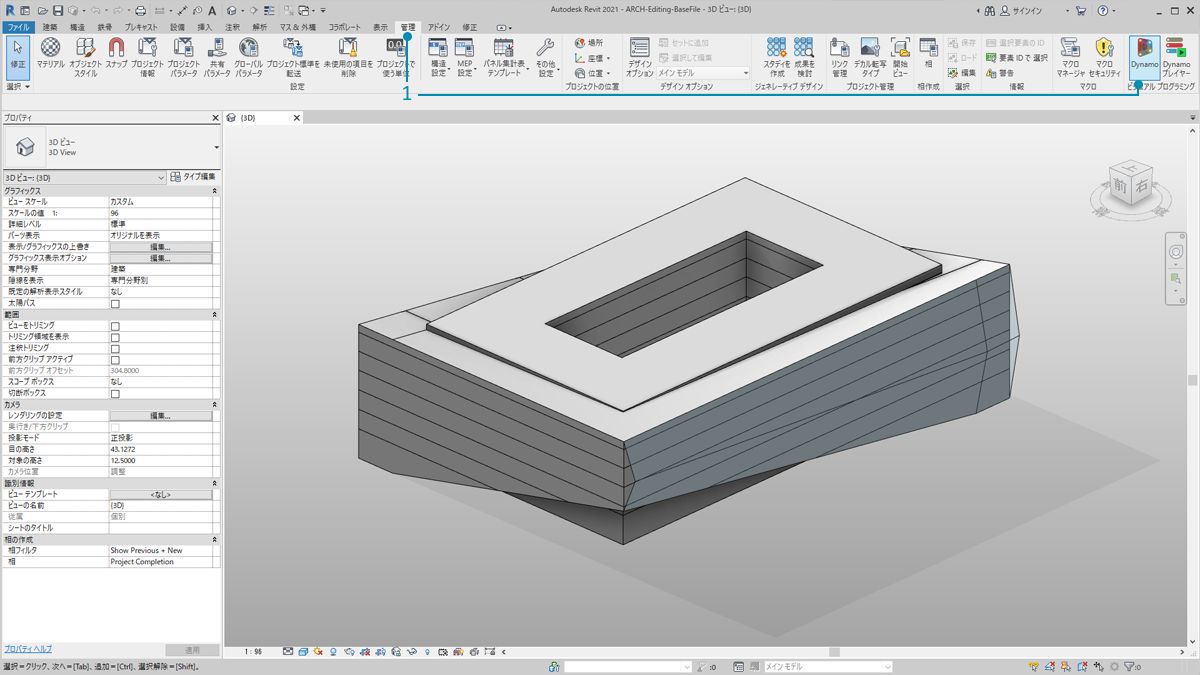 Autodesk Revit 2021 - ARCH-Editing-BaseFile - 3D ビュー: {3D}
サインイン
ファイル 建築 構造 鉄骨 プレキャスト 設備 挿入 注釈 解析 マス & 外構 コラボレート 表示 管理 アドイン 修正
修正
マテリアル
オブジェクト スタイル
スナップ
プロジェクト 情報
プロジェクト パラメータ
共有 パラメータ
グローバル パラメータ
プロジェクト標準を 転送
未使用の項目を 削除
プロジェクトで 使う単位
構造 設定
MEP 設定
パネル集計表 テンプレート
その他 設定
場所
座標
位置
デザイン オプション
セットに追加
選択して編集
メイン モデル
スタディを 作成
成果を 検討
リンク 管理
デカル転写 タイプ
開始 ビュー
相
保存
ロード
編集
選択要素の ID
要素 ID で 選択
警告
マクロ マネージャ
マクロ セキュリティ
Dynamo
Dynamo プレイヤー
選択
設定
プロジェクトの位置
デザイン オプション
ジェネレーティブ デザイン
プロジェクト管理
相作成
選択
情報
マクロ
ビジュアル プログラミング
1
プロパティ
{3D}
3D ビュー
3D View
3D ビュー: {3D}
タイプ編集
グラフィックス
ビュー スケール カスタム
スケールの値 1: 96
詳細レベル 標準
パーツ表示 オリジナルを表示
表示/グラフィックスの上書き 編集...
グラフィックス表示オプション 編集...
専門分野 建築
隠線を表示 専門分野別
既定の解析表示スタイル なし
太陽パス
範囲
ビューをトリミング
トリミング領域を表示
注釈トリミング
前方クリップ アクティブ
前方クリップ オフセット 304.8000
スコープ ボックス なし
切断ボックス
カメラ
レンダリングの設定 編集...
奥行き/下方クリップ
投影モード 正投影
目の高さ 43.1272
対象の高さ 12.5000
カメラ位置 調整
識別情報
ビュー テンプレート <なし>
ビューの名前 {3D}
従属 個別
シートのタイトル
相の作成
相フィルタ Show Previous + New
相 Project Completion
上
前
右
プロパティ ヘルプ
適用
1 : 96
選択＝クリック、次へ＝[Tab]、追加＝[Ctrl]、選択解除＝[Shift]。
:0
メイン モデル
:0